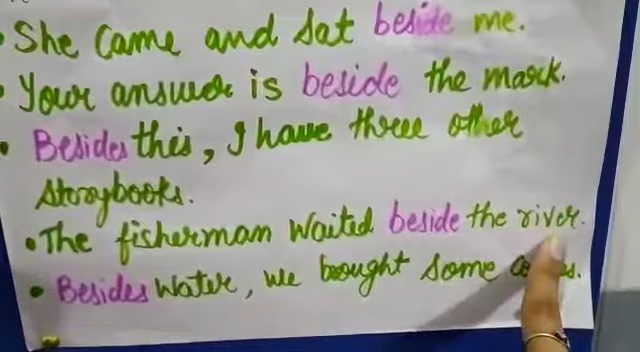 She came and sat beside me.
Your answer is beside the mark.
Besides this, I have three other
storybooks.
The fisherman waited beside the river.
Besides water, we brought some